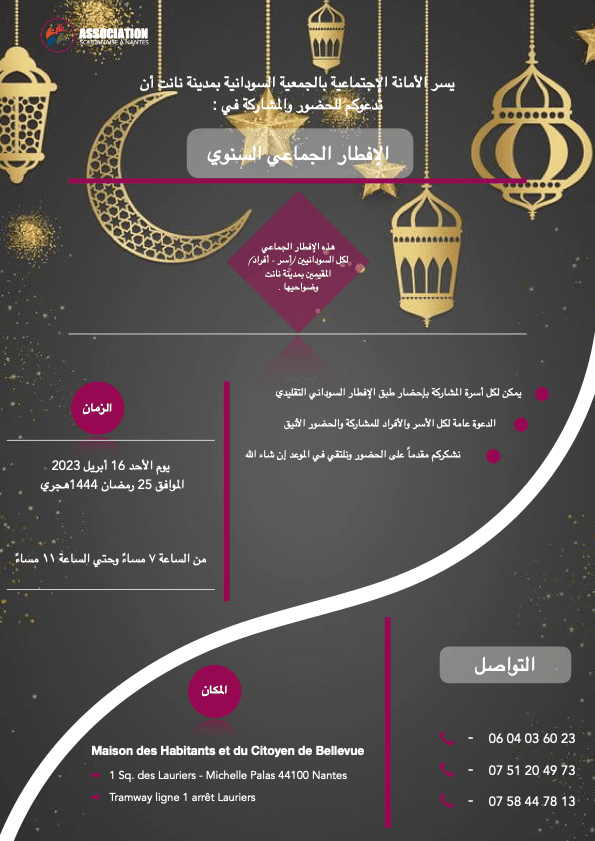 ASSOCIATION
SOUDANAISE À NANTES
يسر الأمانة الإجتماعية بالجمعية السودانية بمدينة نانت أن
تدعوكم للحضور والمشاركة في :
الإفطار الجماعي السنوي
هذه الإفطار الجماعي
لكل السودانيين (أسر - أفراد)
المقيمين بمدينة نانت
وضواحيها .
يمكن لكل أسرة المشاركة بإحضار طبق الإفطار السوداني التقليدي
الدعوة عامة لكل الأسر والأفراد للمشاركة والحضور الأنيق
نشكركم مقدماً على الحضور ونلتقي في الموعد إن شاء الله
الزمان
يوم الأحد 16 أبريل 2023
الموافق 25 رمضان 1444هجري
من الساعة ٧ مساءً وحتي الساعة ١١ مساءً
المكان
Maison des Habitants et du Citoyen de Bellevue
1 Sq. des Lauriers - Michelle Palas 44100 Nantes
Tramway ligne 1 arrêt Lauriers
التواصل
- 06 04 03 60 23
- 07 51 20 49 73
- 07 58 44 78 13